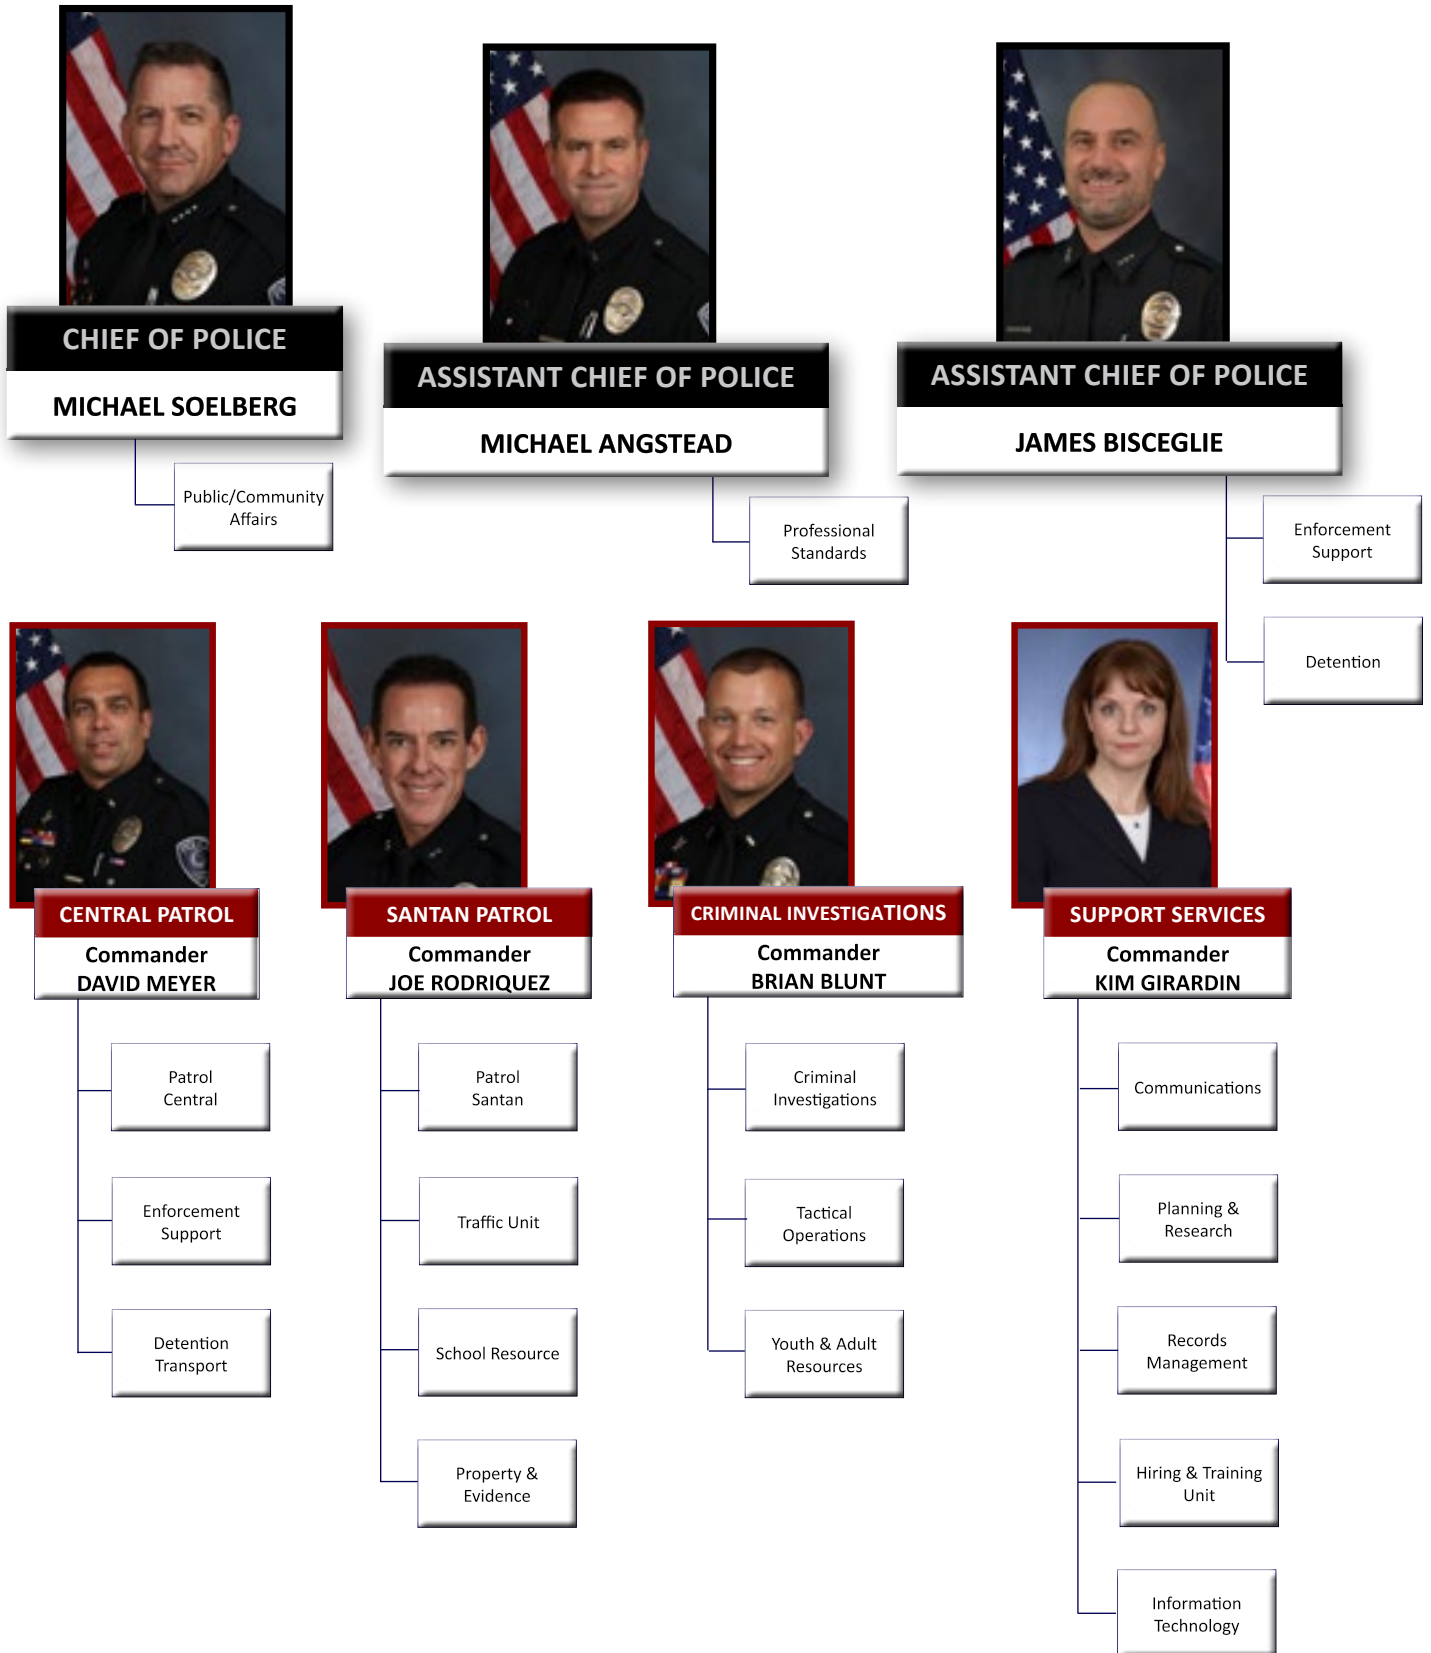 CHIEF OF POLICE
MICHAEL SOELBERG
Public/Community
Affairs
ASSISTANT CHIEF OF POLICE
MICHAEL ANGSTEAD
Professional
Standards
ASSISTANT CHIEF OF POLICE
JAMES BISCEGLIE
Enforcement
Support
Detention
CENTRAL PATROL
Commander
DAVID MEYER
Patrol
Central
Enforcement
Support
Detention
Transport
SANTAN PATROL
Commander
JOE RODRIQUEZ
Patrol
Santan
Traffic Unit
School Resource
Property &
Evidence
CRIMINAL INVESTIGATIONS
Commander
BRIAN BLUNT
Criminal
Investigations
Tactical
Operations
Youth & Adult
Resources
SUPPORT SERVICES
Commander
KIM GIRARDIN
Communications
Planning &
Research
Records
Management
Hiring & Training
Unit
Information
Technology